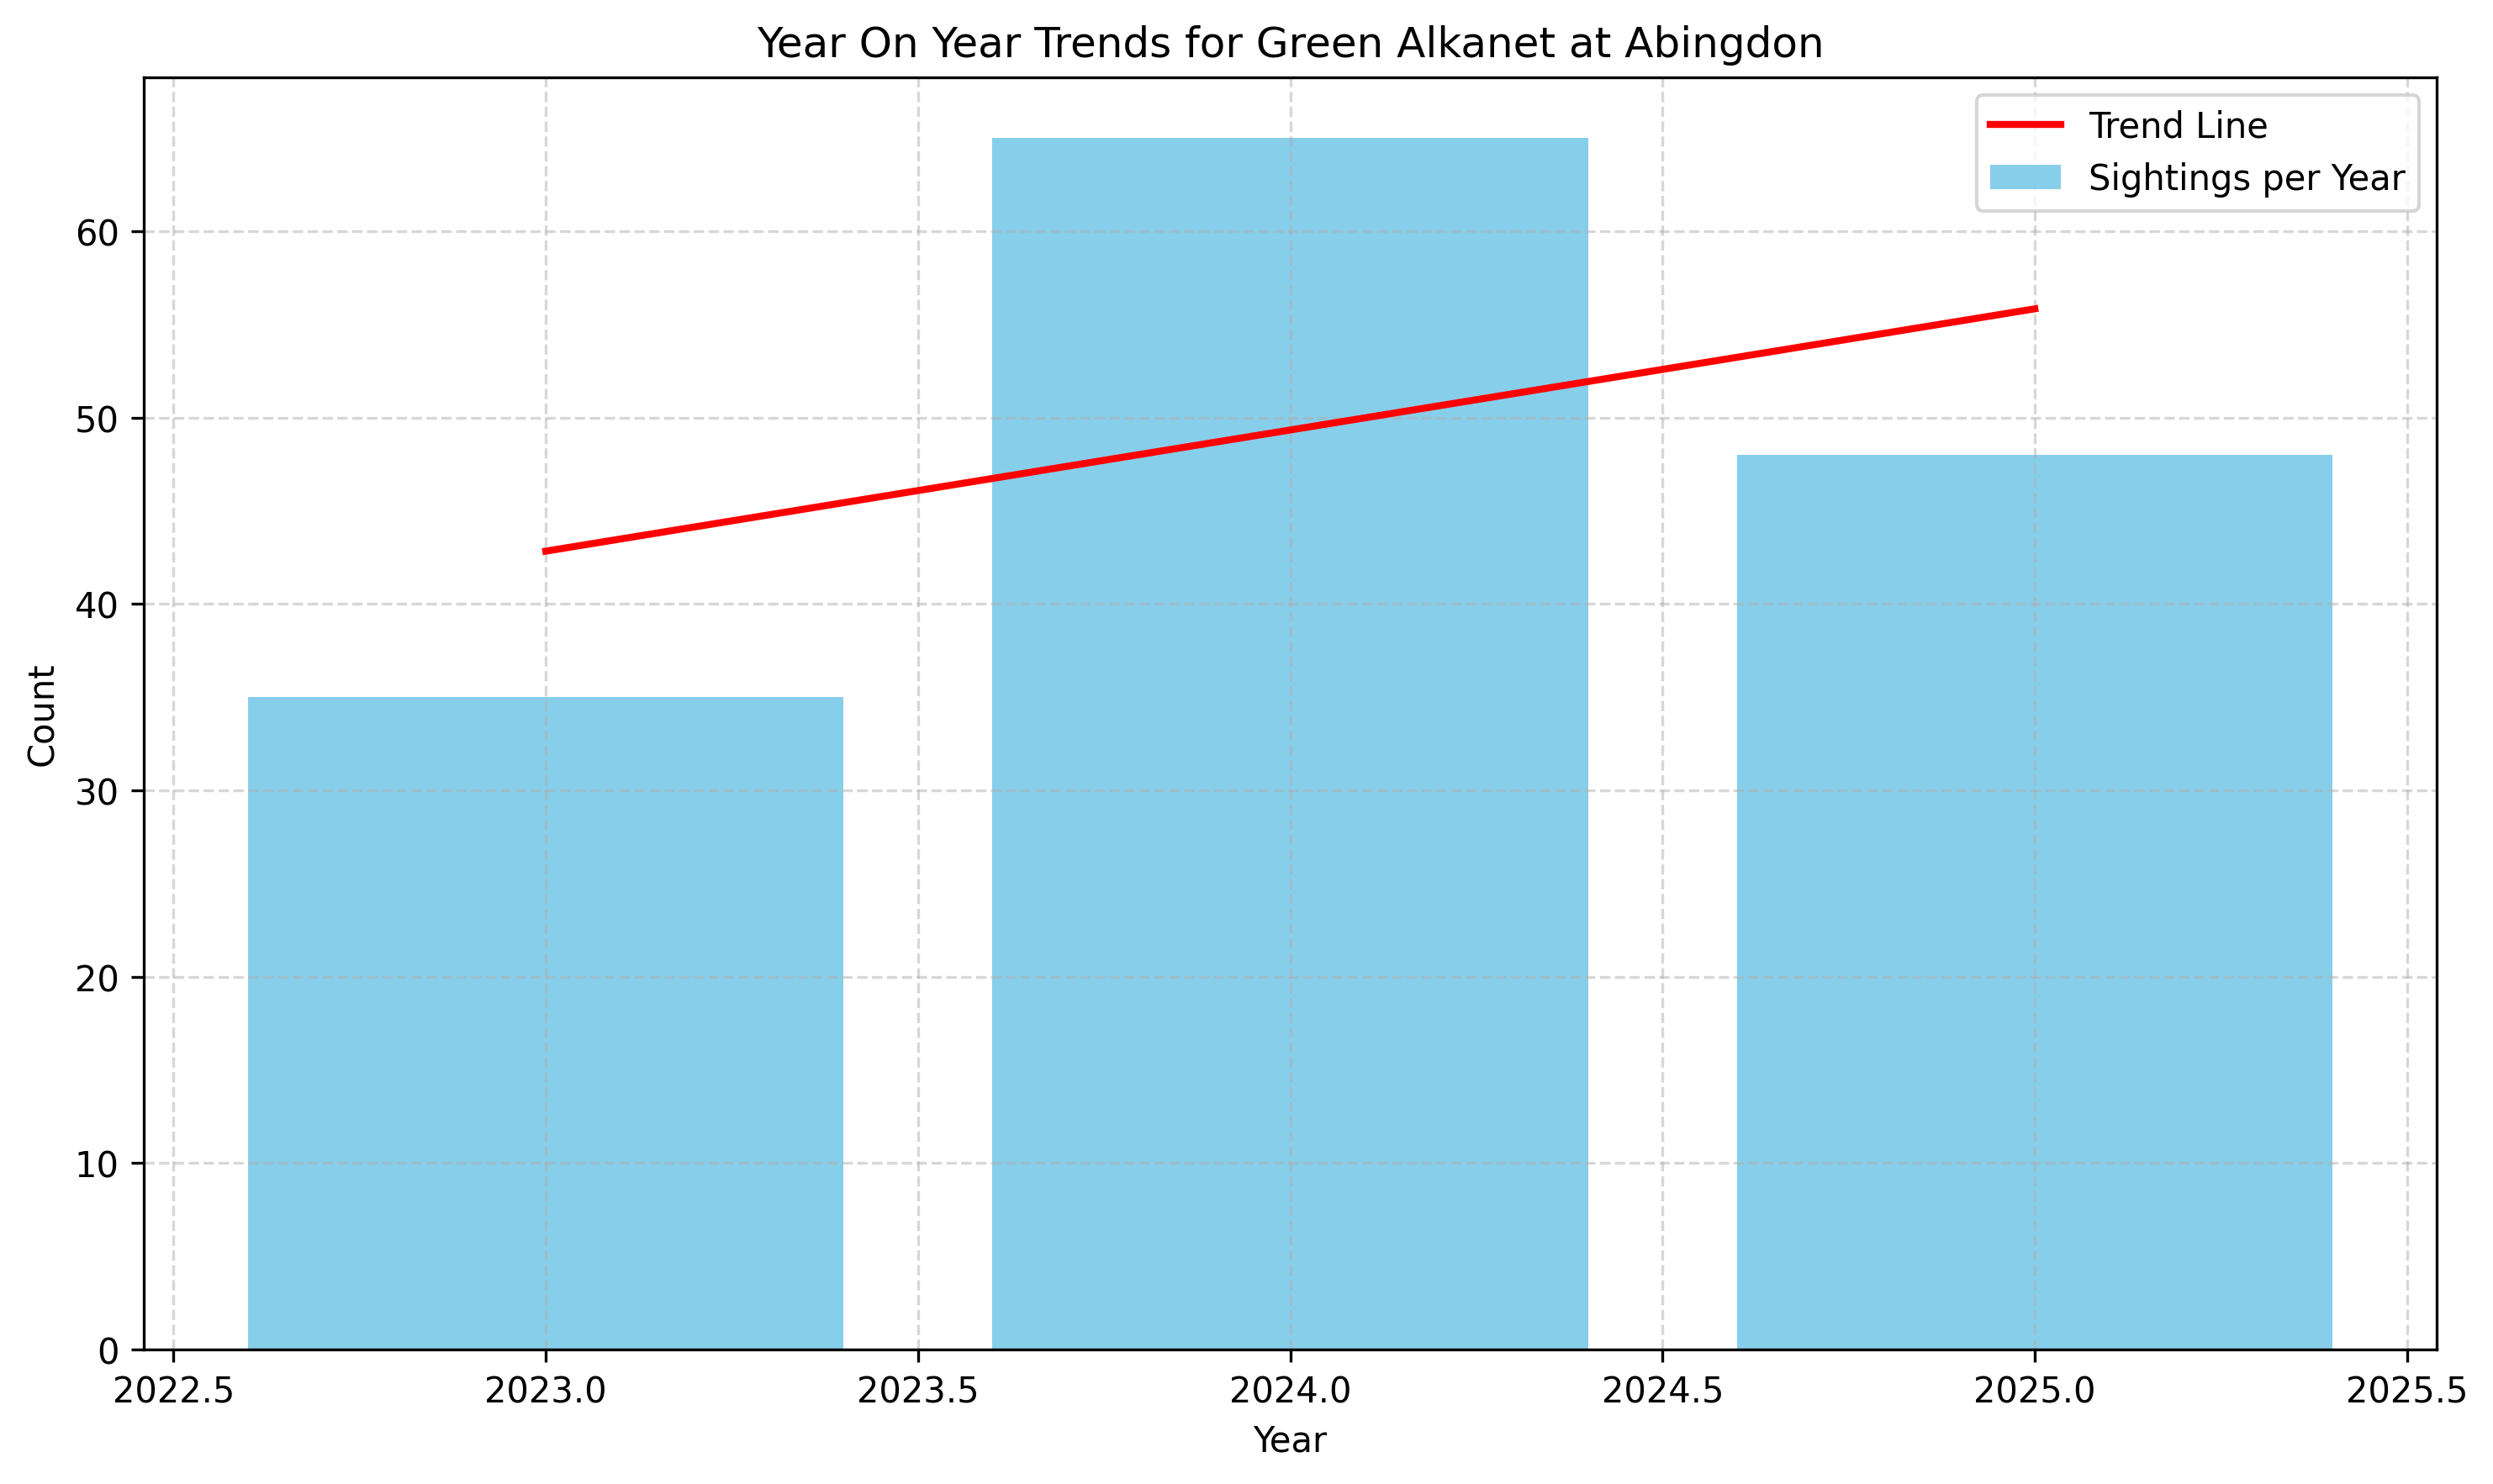 Year On Year Trends for Green Alkanet at Abingdon
Trend Line
Sightings per Year
60
50
40
30
20
10
0
Count
2022.5 2023.0 2023.5 2024.0 2024.5 2025.0 2025.5
Year